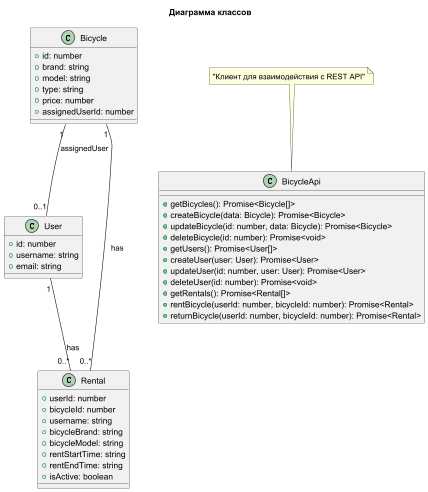 Диаграмма классов
C Bicycle
id: number
brand: string
model: string
type: string
price: number
assignedUserId: number
"Клиент для взаимодействия с REST API"
1
assignedUser
0..1
1
has
0..*
C User
id: number
username: string
email: string
1
has
0..*
C BicycleApi
getBicycles(): Promise<Bicycle[]>
createBicycle(data: Bicycle): Promise<Bicycle>
updateBicycle(id: number, data: Bicycle): Promise<Bicycle>
deleteBicycle(id: number): Promise<void>
getUsers(): Promise<User[]>
createUser(user: User): Promise<User>
updateUser(id: number, user: User): Promise<User>
deleteUser(id: number): Promise<void>
getRentals(): Promise<Rental[]>
rentBicycle(userId: number, bicycleId: number): Promise<Rental>
returnBicycle(userId: number, bicycleId: number): Promise<Rental>
C Rental
userId: number
bicycleId: number
username: string
bicycleBrand: string
bicycleModel: string
rentStartTime: string
rentEndTime: string
isActive: boolean